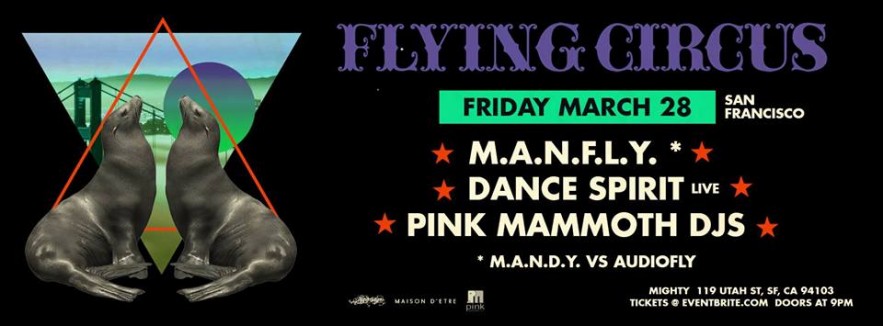 FLYING CIRCUS
FRIDAY MARCH 28
SAN
FRANCISCO
M.A.N.F.L.Y. *
DANCE SPIRIT LIVE
PINK MAMMOTH DJS
* M.A.N.D.Y. VS AUDIOFLY
MAISON D'ETRE
pink
MIGHTY 119 UTAH ST, SF, CA 94103
TICKETS @ EVENTBRITE.COM DOORS AT 9PM